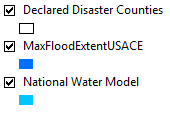 Declared Disaster Counties
MaxFloodExtentUSACE
National Water Model